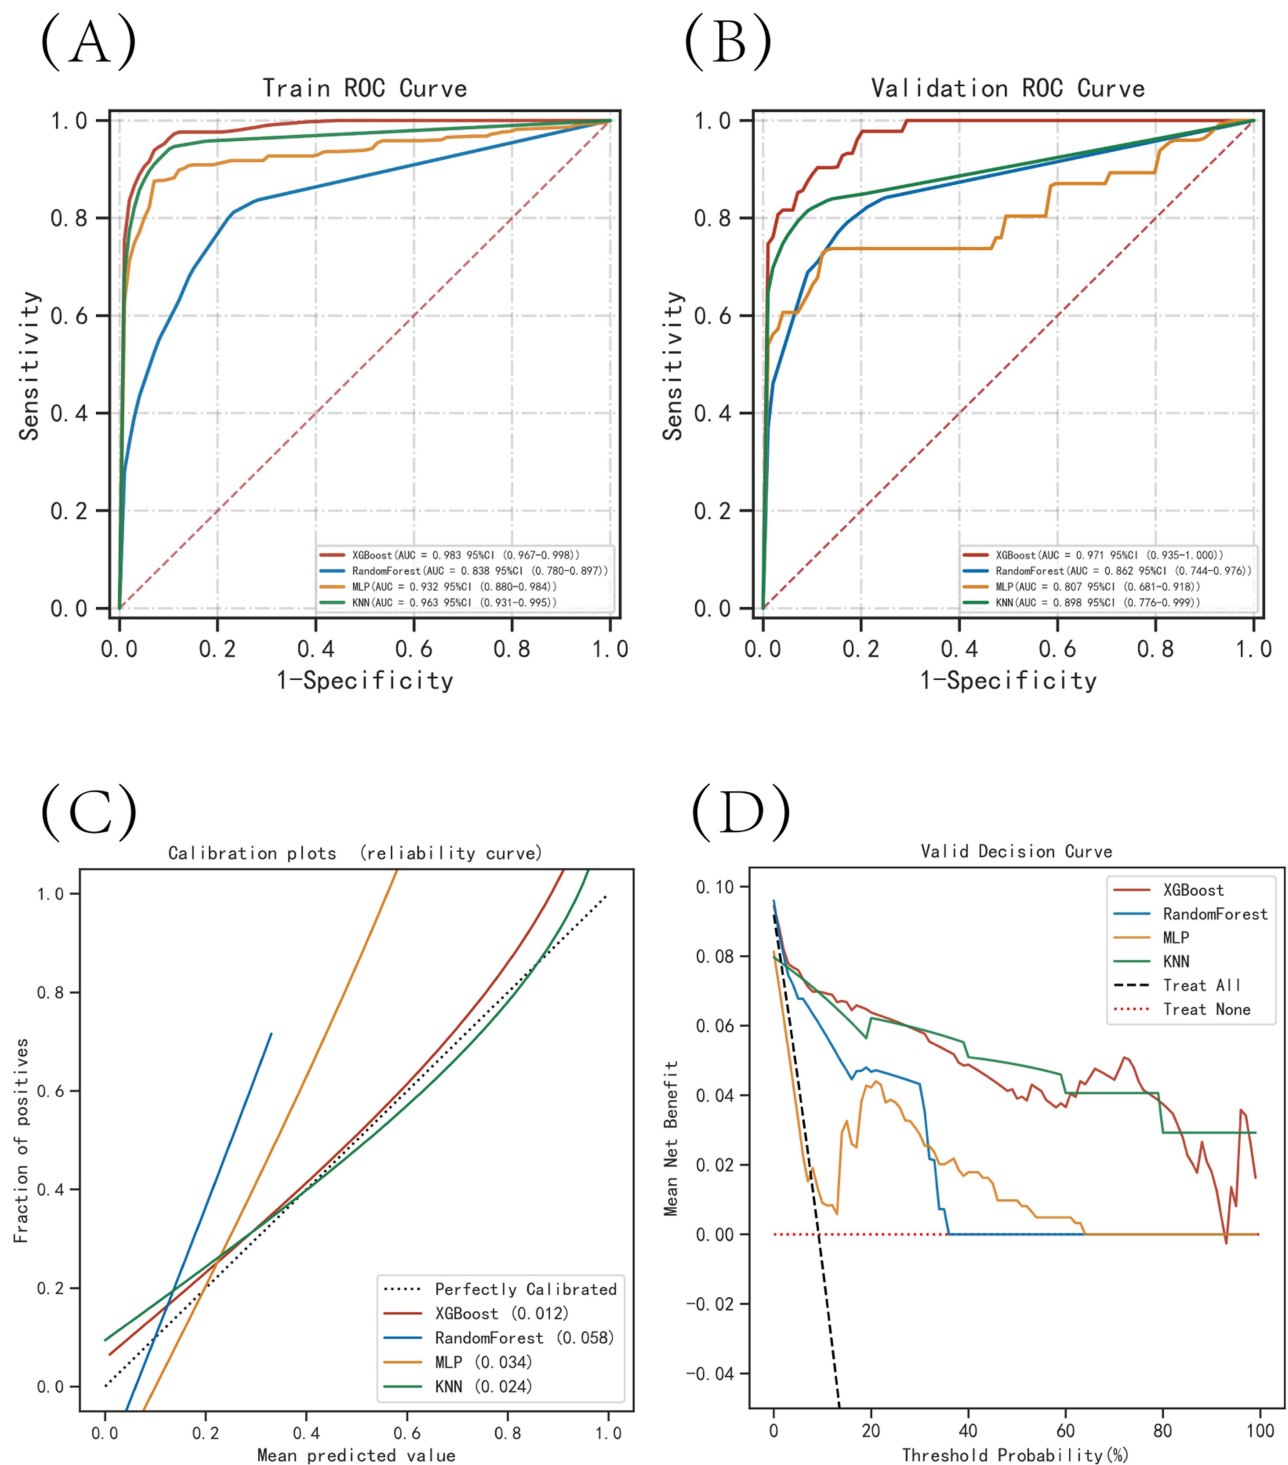 (A)
Train ROC Curve
Sensitivity
1.0
0.8
0.6
0.4
0.2
0.0
XGBoost(AUC = 0.983 95%CI (0.967-0.998))
RandomForest(AUC = 0.838 95%CI (0.780-0.897))
MLP(AUC = 0.932 95%CI (0.880-0.984))
KNN(AUC = 0.963 95%CI (0.931-0.995))
0.0 0.2 0.4 0.6 0.8 1.0
1-Specificity
(B)
Validation ROC Curve
Sensitivity
1.0
0.8
0.6
0.4
0.2
0.0
XGBoost(AUC = 0.971 95%CI (0.935-1.000))
RandomForest(AUC = 0.862 95%CI (0.744-0.976))
MLP(AUC = 0.807 95%CI (0.681-0.918))
KNN(AUC = 0.898 95%CI (0.776-0.999))
0.0 0.2 0.4 0.6 0.8 1.0
1-Specificity
(C)
Calibration plots (reliability curve)
Fraction of positives
1.0
0.8
0.6
0.4
0.2
0.0
Perfectly Calibrated
XGBoost (0.012)
RandomForest (0.058)
MLP (0.034)
KNN (0.024)
0.0 0.2 0.4 0.6 0.8 1.0
Mean predicted value
(D)
Valid Decision Curve
Mean Net Benefit
0.10
0.08
0.06
0.04
0.02
0.00
-0.02
-0.04
XGBoost
RandomForest
MLP
KNN
Treat All
Treat None
0 20 40 60 80 100
Threshold Probability(%)